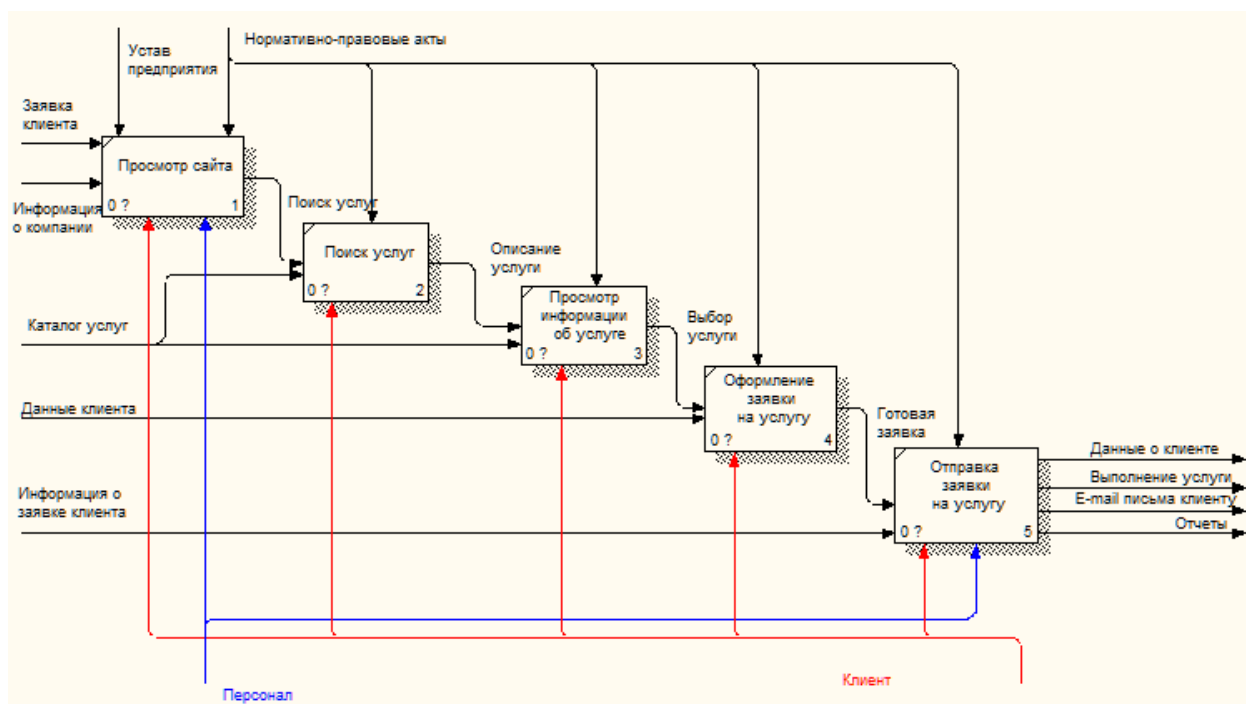 Устав
предприятия
Нормативно-правовые акты
Заявка
клиента
Просмотр сайта
0 ?
1
Информация
о компании
Поиск услуг
Поиск услуг
0 ?
2
Описание
услуги
Просмотр
информации
об услуге
0 ?
3
Каталог услуг
Выбор
услуги
Оформление
заявки
на услугу
0 ?
4
Данные клиента
Готовая
заявка
Отправка
заявки
на услугу
0 ?
5
Данные о клиенте
Выполнение услуги
E-mail письма клиенту
Отчеты
Информация о
заявке клиента
Клиент
Персонал